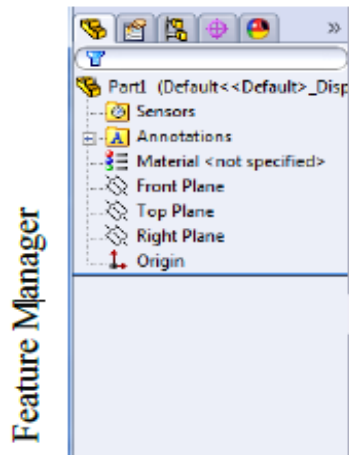 »
Part1 (Default<<Default>_Disp
Sensors
A Annotations
Material <not specified>
Front Plane
Top Plane
Right Plane
Origin
Feature Manager